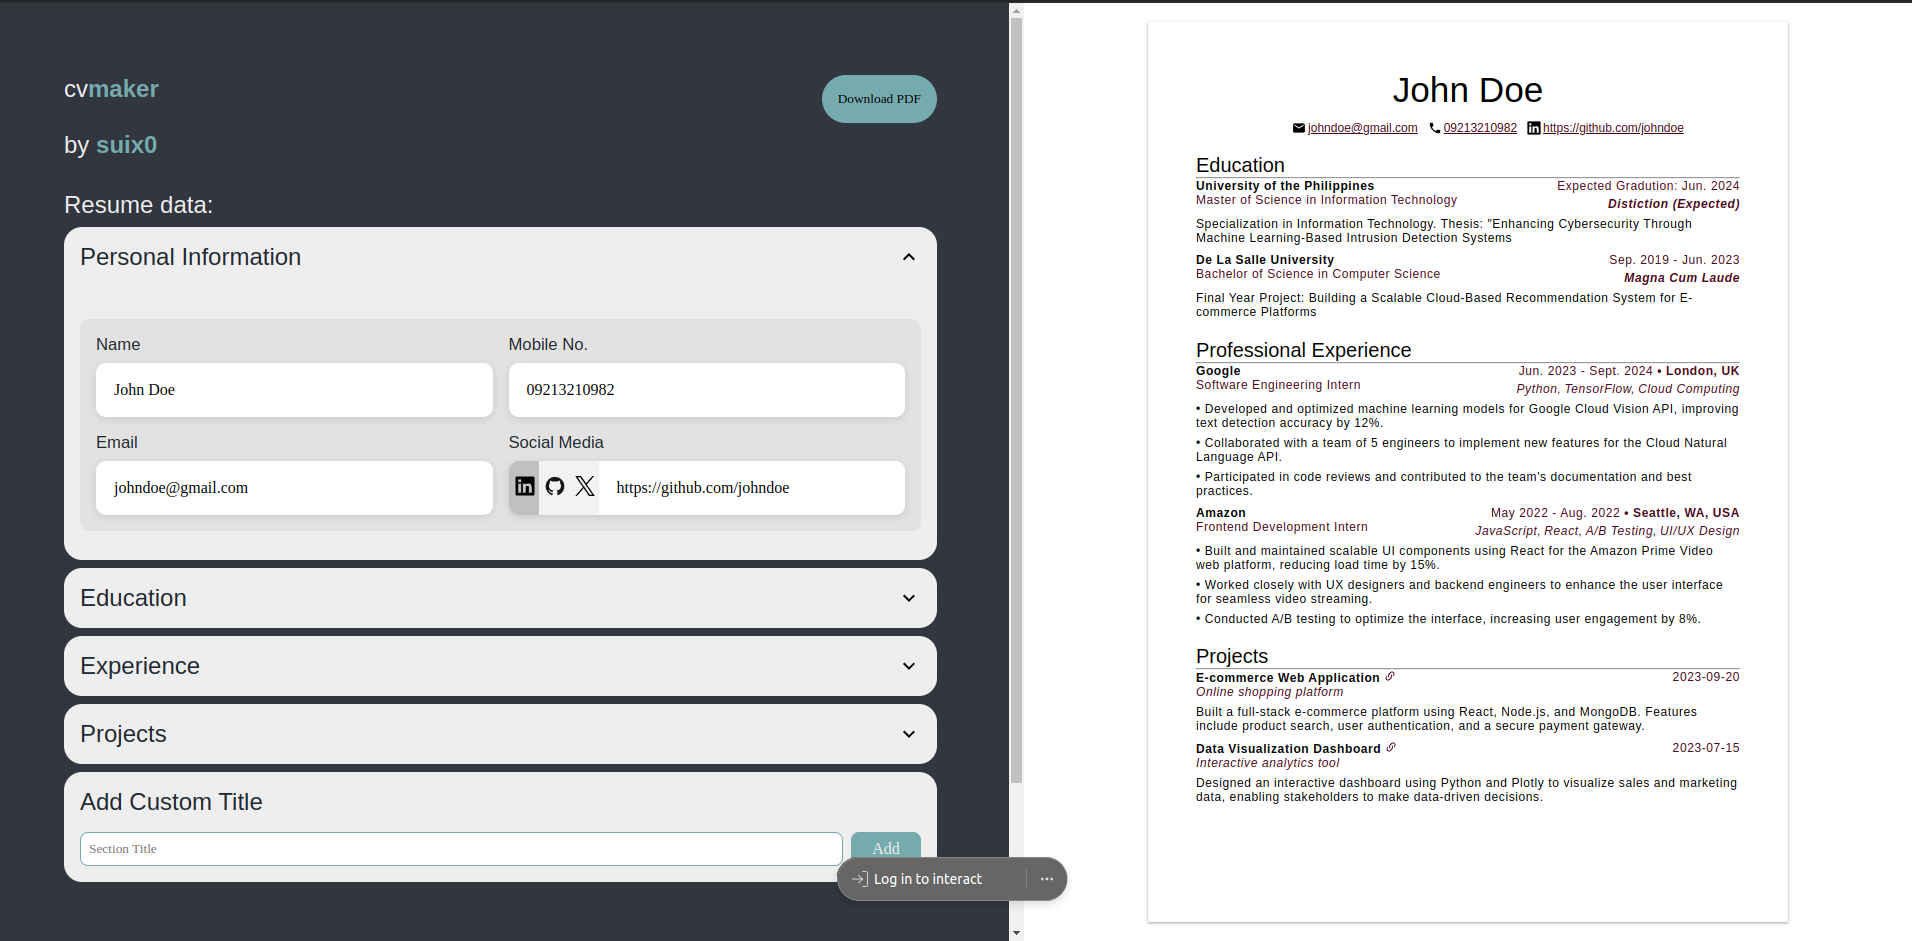 cvmaker
Download PDF
by suix0
Resume data:
Personal Information
Name
Mobile No.
John Doe
09213210982
Email
Social Media
johndoe@gmail.com
in
https://github.com/johndoe
Education
Experience
Projects
Add Custom Title
Section Title
Add
Log in to interact
John Doe
johndoe@gmail.com 09213210982 in https://github.com/johndoe
Education
University of the Philippines Expected Gradution: Jun. 2024
Master of Science in Information Technology Distiction (Expected)
Specialization in Information Technology. Thesis: "Enhancing Cybersecurity Through
Machine Learning-Based Intrusion Detection Systems
De La Salle University Sep. 2019 - Jun. 2023
Bachelor of Science in Computer Science Magna Cum Laude
Final Year Project: Building a Scalable Cloud-Based Recommendation System for E-
commerce Platforms
Professional Experience
Google Jun. 2023 - Sept. 2024 • London, UK
Software Engineering Intern Python, TensorFlow, Cloud Computing
• Developed and optimized machine learning models for Google Cloud Vision API, improving
text detection accuracy by 12%.
• Collaborated with a team of 5 engineers to implement new features for the Cloud Natural
Language API.
• Participated in code reviews and contributed to the team's documentation and best
practices.
Amazon May 2022 - Aug. 2022 • Seattle, WA, USA
Frontend Development Intern JavaScript, React, A/B Testing, UI/UX Design
• Built and maintained scalable UI components using React for the Amazon Prime Video
web platform, reducing load time by 15%.
• Worked closely with UX designers and backend engineers to enhance the user interface
for seamless video streaming.
• Conducted A/B testing to optimize the interface, increasing user engagement by 8%.
Projects
E-commerce Web Application 2023-09-20
Online shopping platform
Built a full-stack e-commerce platform using React, Node.js, and MongoDB. Features
include product search, user authentication, and a secure payment gateway.
Data Visualization Dashboard 2023-07-15
Interactive analytics tool
Designed an interactive dashboard using Python and Plotly to visualize sales and marketing
data, enabling stakeholders to make data-driven decisions.